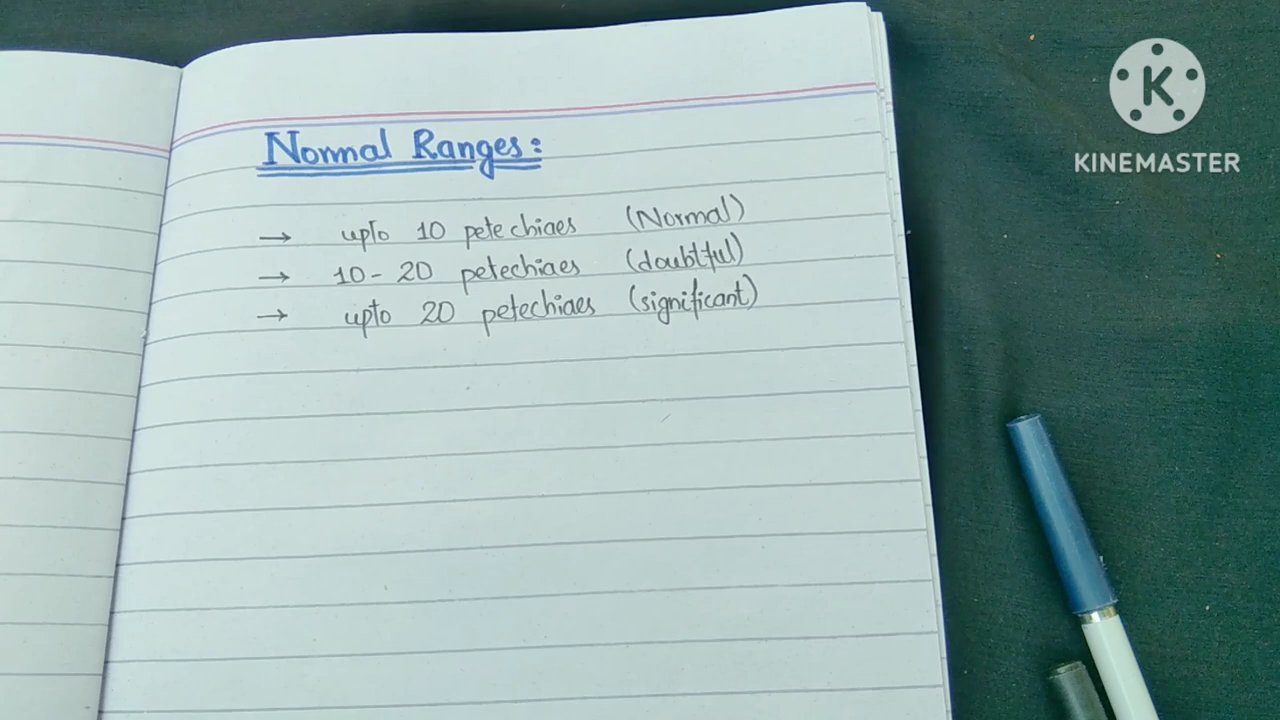 Normal Ranges:
→ upto 10 petechiaes (Normal)
→ 10-20 petechiaes (doubtful)
→ upto 20 petechiaes (significant)
K
KINEMASTER